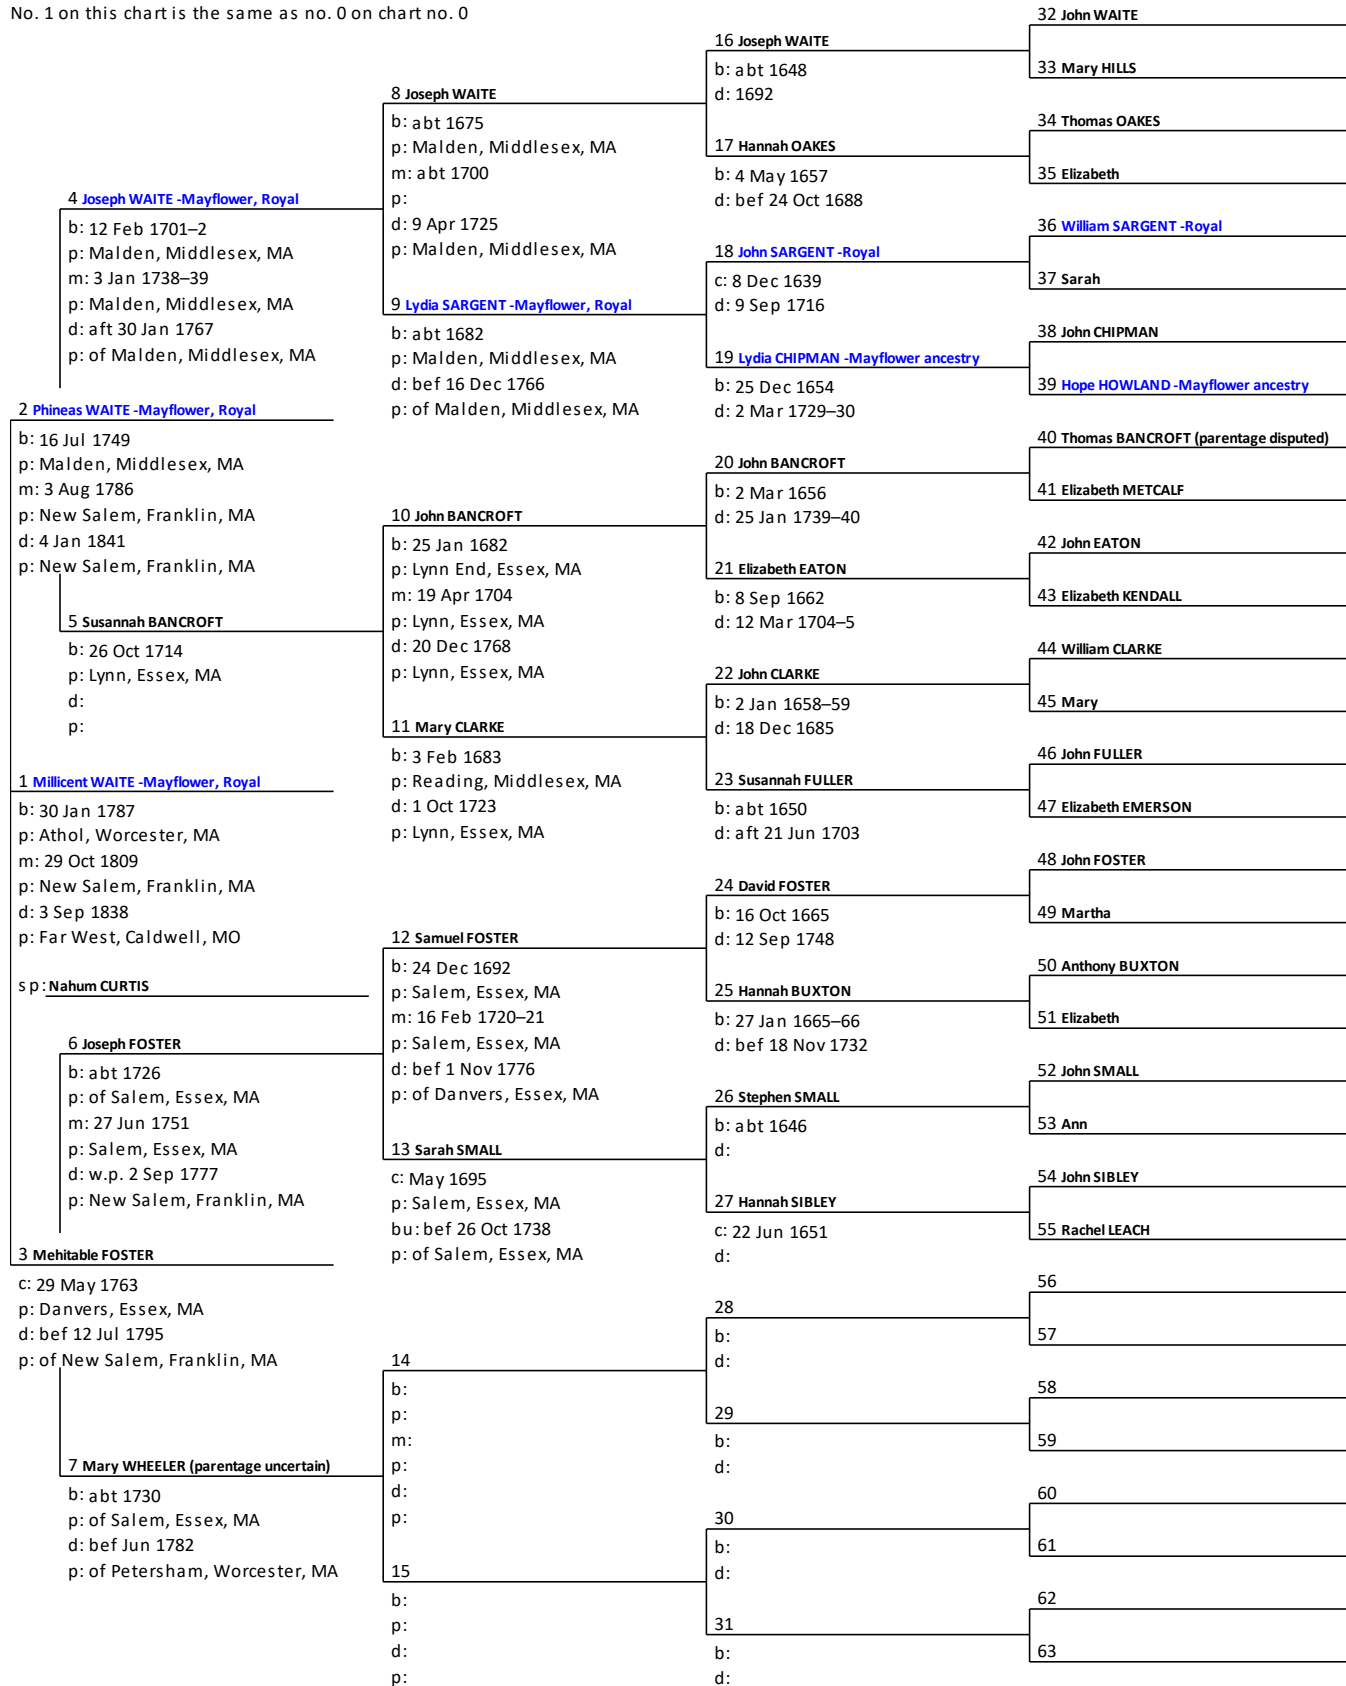 No. 1 on this chart is the same as no. 0 on chart no. 0
4 Joseph WAITE -Mayflower, Royal
b: 12 Feb 1701–2
p: Malden, Middlesex, MA
m: 3 Jan 1738–39
p: Malden, Middlesex, MA
d: aft 30 Jan 1767
p: of Malden, Middlesex, MA
2 Phineas WAITE -Mayflower, Royal
b: 16 Jul 1749
p: Malden, Middlesex, MA
m: 3 Aug 1786
p: New Salem, Franklin, MA
d: 4 Jan 1841
p: New Salem, Franklin, MA
5 Susannah BANCROFT
b: 26 Oct 1714
p: Lynn, Essex, MA
d:
p:
1 Millicent WAITE -Mayflower, Royal
b: 30 Jan 1787
p: Athol, Worcester, MA
m: 29 Oct 1809
p: New Salem, Franklin, MA
d: 3 Sep 1838
p: Far West, Caldwell, MO
sp: Nahum CURTIS
6 Joseph FOSTER
b: abt 1726
p: of Salem, Essex, MA
m: 27 Jun 1751
p: Salem, Essex, MA
d: w.p. 2 Sep 1777
p: New Salem, Franklin, MA
3 Mehitable FOSTER
c: 29 May 1763
p: Danvers, Essex, MA
d: bef 12 Jul 1795
p: of New Salem, Franklin, MA
7 Mary WHEELER (parentage uncertain)
b: abt 1730
p: of Salem, Essex, MA
d: bef Jun 1782
p: of Petersham, Worcester, MA
8 Joseph WAITE
b: abt 1675
p: Malden, Middlesex, MA
m: abt 1700
p:
d: 9 Apr 1725
p: Malden, Middlesex, MA
9 Lydia SARGENT -Mayflower, Royal
b: abt 1682
p: Malden, Middlesex, MA
d: bef 16 Dec 1766
p: of Malden, Middlesex, MA
10 John BANCROFT
b: 25 Jan 1682
p: Lynn End, Essex, MA
m: 19 Apr 1704
p: Lynn, Essex, MA
d: 20 Dec 1768
p: Lynn, Essex, MA
11 Mary CLARKE
b: 3 Feb 1683
p: Reading, Middlesex, MA
d: 1 Oct 1723
p: Lynn, Essex, MA
12 Samuel FOSTER
b: 24 Dec 1692
p: Salem, Essex, MA
m: 16 Feb 1720–21
p: Salem, Essex, MA
d: bef 1 Nov 1776
p: of Danvers, Essex, MA
13 Sarah SMALL
c: May 1695
p: Salem, Essex, MA
bu: bef 26 Oct 1738
p: of Salem, Essex, MA
14
b:
p:
m:
p:
d:
p:
15
b:
p:
d:
p:
16 Joseph WAITE
b: abt 1648
d: 1692
17 Hannah OAKES
b: 4 May 1657
d: bef 24 Oct 1688
18 John SARGENT -Royal
c: 8 Dec 1639
d: 9 Sep 1716
19 Lydia CHIPMAN -Mayflower ancestry
b: 25 Dec 1654
d: 2 Mar 1729–30
20 John BANCROFT
b: 2 Mar 1656
d: 25 Jan 1739–40
21 Elizabeth EATON
b: 8 Sep 1662
d: 12 Mar 1704–5
22 John CLARKE
b: 2 Jan 1658–59
d: 18 Dec 1685
23 Susannah FULLER
b: abt 1650
d: aft 21 Jun 1703
24 David FOSTER
b: 16 Oct 1665
d: 12 Sep 1748
25 Hannah BUXTON
b: 27 Jan 1665–66
d: bef 18 Nov 1732
26 Stephen SMALL
b: abt 1646
d:
27 Hannah SIBLEY
c: 22 Jun 1651
d:
28
b:
d:
29
b:
d:
30
b:
d:
31
b:
d:
32 John WAITE
33 Mary HILLS
34 Thomas OAKES
35 Elizabeth
36 William SARGENT -Royal
37 Sarah
38 John CHIPMAN
39 Hope HOWLAND -Mayflower ancestry
40 Thomas BANCROFT (parentage disputed)
41 Elizabeth METCALF
42 John EATON
43 Elizabeth KENDALL
44 William CLARKE
45 Mary
46 John FULLER
47 Elizabeth EMERSON
48 John FOSTER
49 Martha
50 Anthony BUXTON
51 Elizabeth
52 John SMALL
53 Ann
54 John SIBLEY
55 Rachel LEACH
56
57
58
59
60
61
62
63